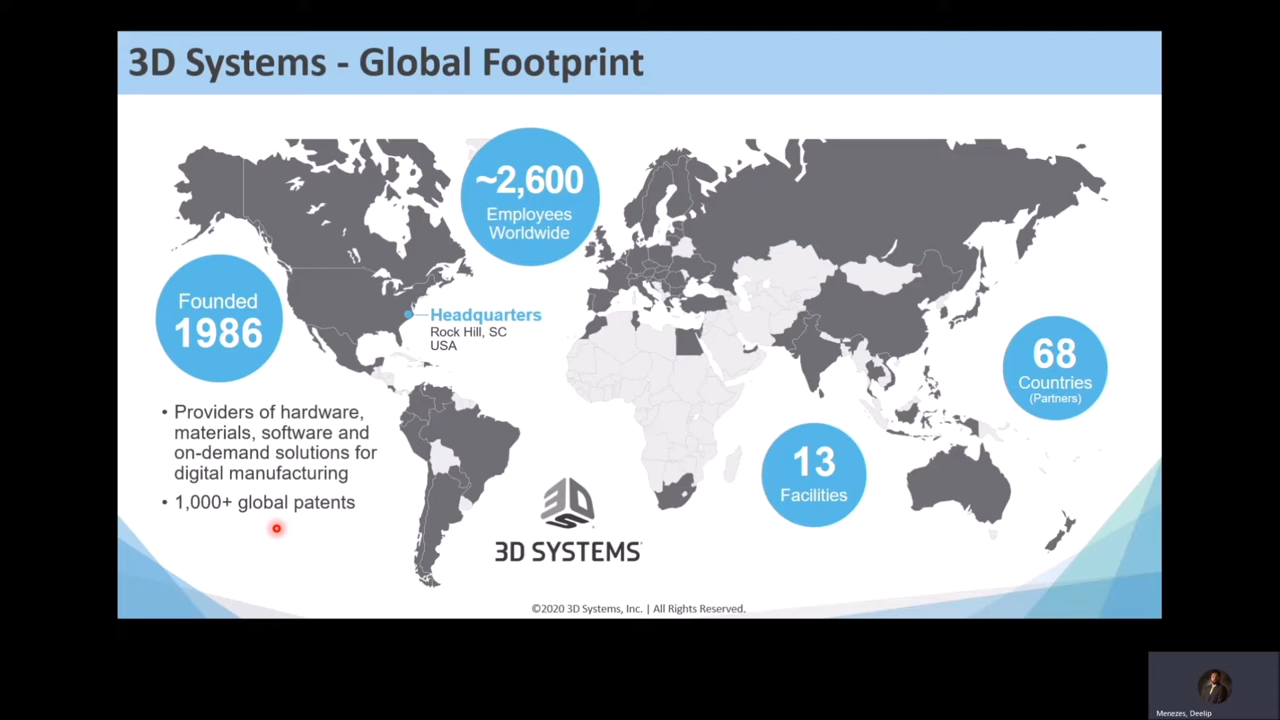 3D Systems - Global Footprint
~2,600
Employees
Worldwide
Founded
1986
Headquarters
Rock Hill, SC
USA
68
Countries
(Partners)
• Providers of hardware,
materials, software and
on-demand solutions for
digital manufacturing
• 1,000+ global patents
13
Facilities
3DS
3D SYSTEMS
©2020 3D Systems, Inc. | All Rights Reserved.
Menezes, Deelip